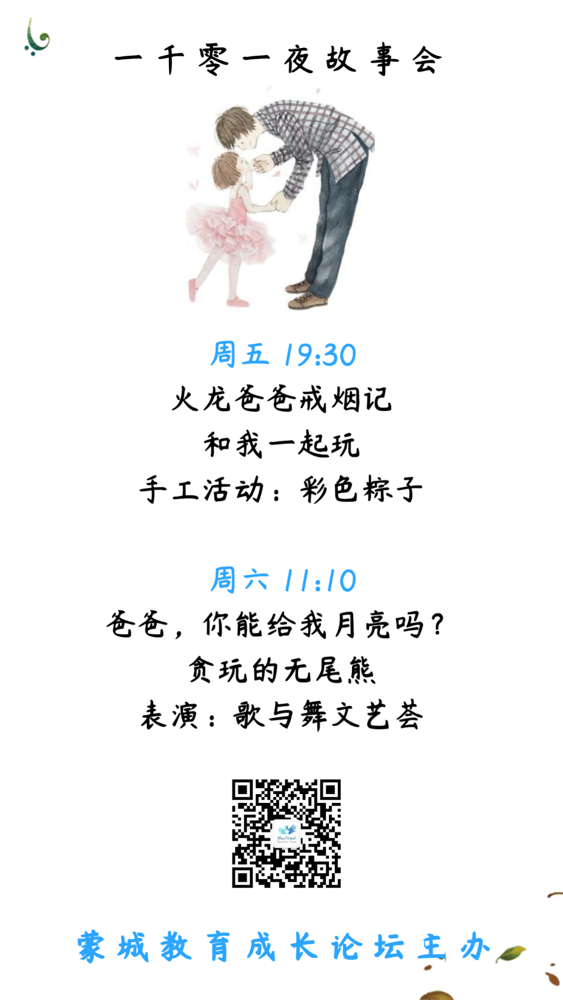 一千零一夜故事会
周五 19:30
火龙爸爸戒烟记
和我一起玩
手工活动：彩色粽子
周六 11:10
爸爸，你能给我月亮吗？
贪玩的无尾熊
表演：歌与舞文艺荟
Montreal
Education Forum
蒙城教育成长论坛主办